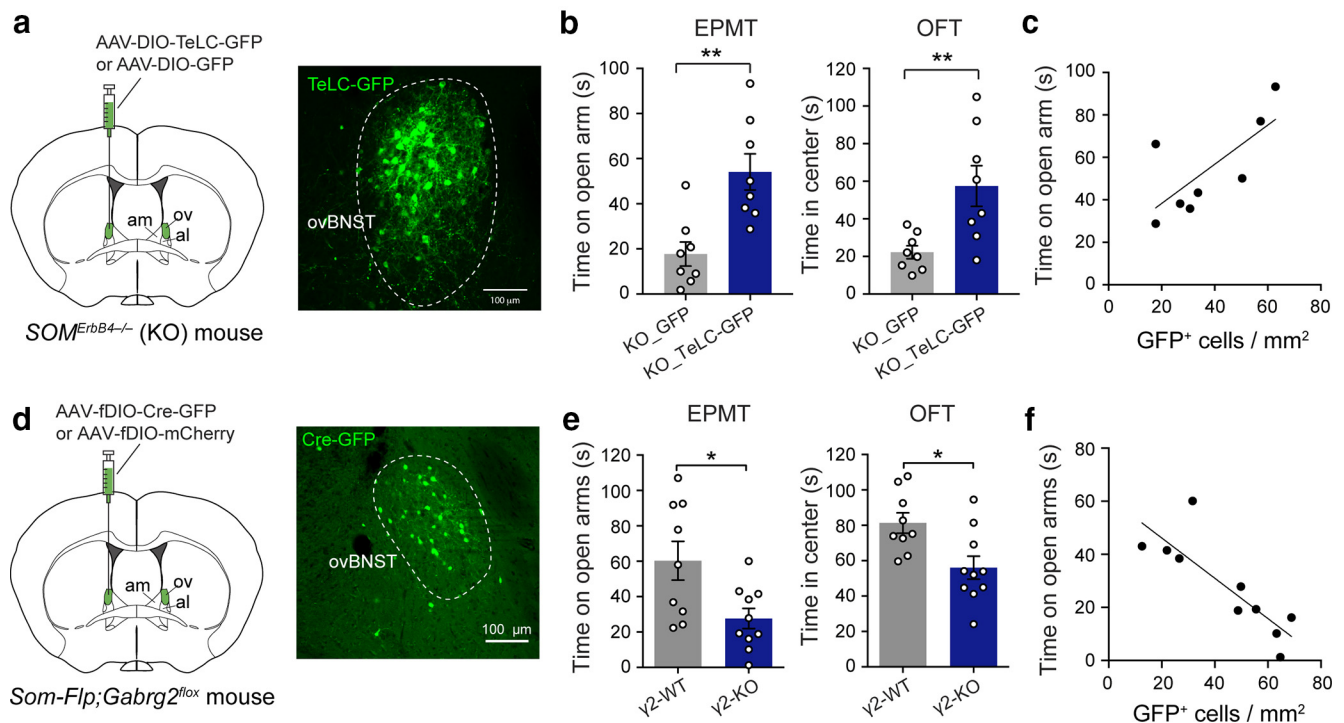 a
AAV-DIO-TeLC-GFP
or AAV-DIO-GFP
am
ov
al
SOM^ErbB4–/– (KO) mouse
TeLC-GFP
ovBNST
100 μm
b
EPMT
**
Time on open arm (s)
100
80
60
40
20
0
KO_GFP
KO_TeLC-GFP
OFT
**
Time in center (s)
120
100
80
60
40
20
0
KO_GFP
KO_TeLC-GFP
c
Time on open arm (s)
100
80
60
40
20
0
0
20
40
60
80
GFP⁺ cells / mm²
d
AAV-fDIO-Cre-GFP
or AAV-fDIO-mCherry
am
ov
al
Som-Flp;Gabrg2^flox mouse
Cre-GFP
ovBNST
100 μm
e
EPMT
*
Time on open arms (s)
120
100
80
60
40
20
0
γ2-WT
γ2-KO
OFT
*
Time in center (s)
120
100
80
60
40
20
0
γ2-WT
γ2-KO
f
Time on open arms (s)
80
60
40
20
0
0
20
40
60
80
GFP⁺ cells / mm²